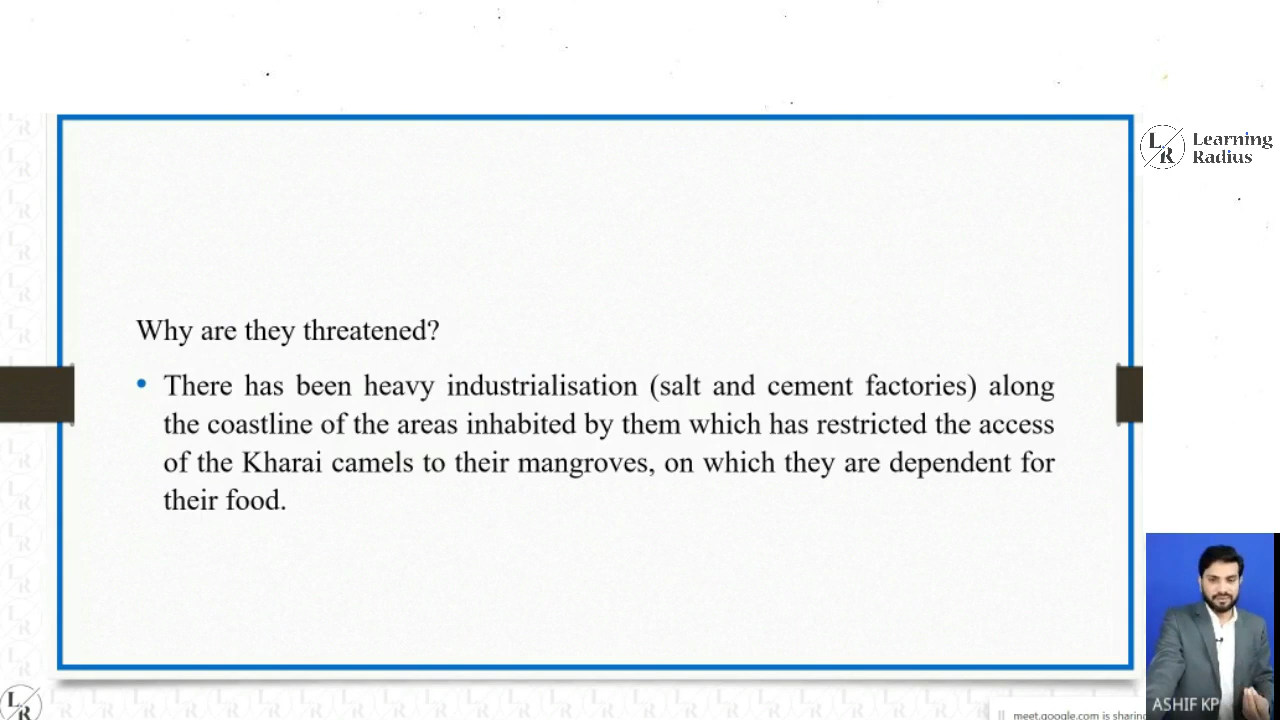 L R Learning
Radius
Why are they threatened?
• There has been heavy industrialisation (salt and cement factories) along
the coastline of the areas inhabited by them which has restricted the access
of the Kharai camels to their mangroves, on which they are dependent for
their food.
ASHIF KP
L R
|| meet.google.com is sharing